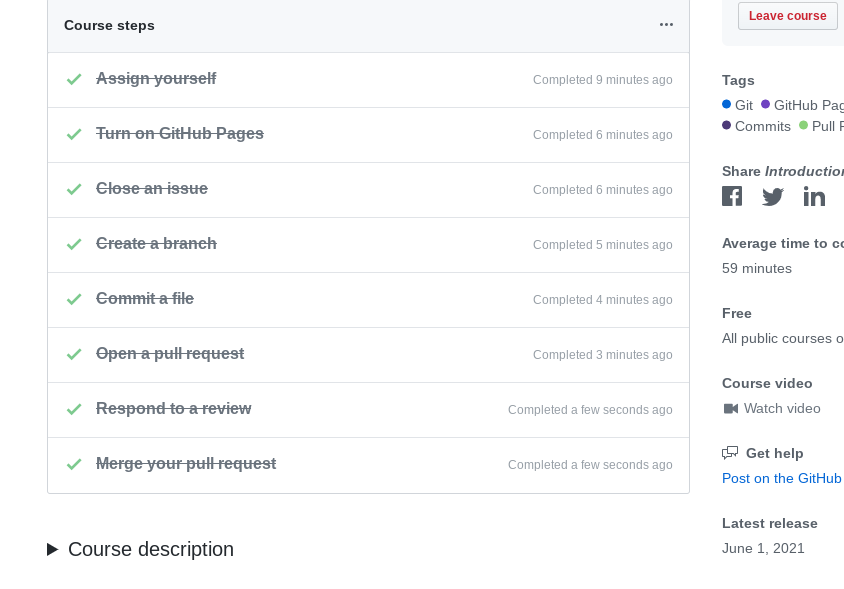 Course steps
Assign yourself
Completed 9 minutes ago
Turn on GitHub Pages
Completed 6 minutes ago
Close an issue
Completed 6 minutes ago
Create a branch
Completed 5 minutes ago
Commit a file
Completed 4 minutes ago
Open a pull request
Completed 3 minutes ago
Respond to a review
Completed a few seconds ago
Merge your pull request
Completed a few seconds ago
Course description
Leave course
Tags
Git GitHub
Commits Pull
Share
Average time to
59 minutes
Free
All public courses
Course video
Watch video
Get help
Post on the GitHub
Latest release
June 1, 2021